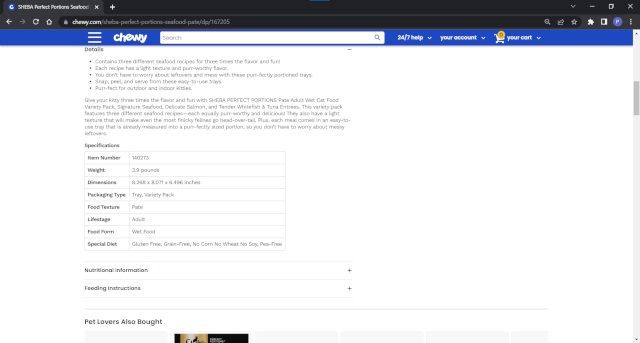 SHEBA Perfect Portions Seafood
chewy.com/sheba-perfect-portions-seafood-pate/dp/167205
chewy
Search
24/7 help
your account
your cart
Details
Contains three different seafood recipes for three times the flavor and fun!
Each recipe has a light texture and purr-worthy flavor.
You don't have to worry about leftovers and mess with these purr-fectly portioned trays.
Snap, peel, and serve from these easy-to-use trays.
Purr-fect for outdoor and indoor kitties.
Give your kitty three times the flavor and fun with SHEBA PERFECT PORTIONS Pate Adult Wet Cat Food
Variety Pack, Signature Seafood, Delicate Salmon, and Tender Whitefish & Tuna Entrées. This variety pack
features three different seafood recipes—each equally purr-worthy and delicious! They also have a light
texture that will make even the most finicky felines go head-over-tail. Plus, each meal comes in an easy-to-
use tray that is already measured into a purr-fectly sized portion, so you don't have to worry about messy
leftovers.
Specifications
Item Number 140273
Weight 3.9 pounds
Dimensions 8.268 x 8.071 x 6.496 inches
Packaging Type Tray, Variety Pack
Food Texture Pate
Lifestage Adult
Food Form Wet Food
Special Diet Gluten Free, Grain-Free, No Corn No Wheat No Soy, Pea-Free
Nutritional Information
Feeding Instructions
Pet Lovers Also Bought